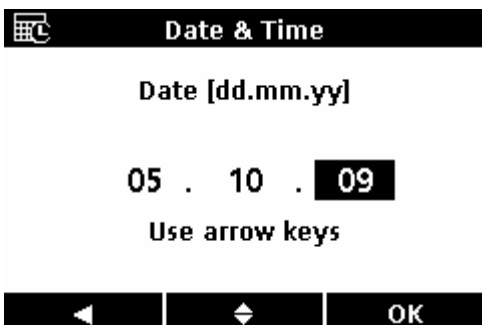 Date & Time
Date [dd.mm.yy]
05 . 10 . 09
Use arrow keys
OK